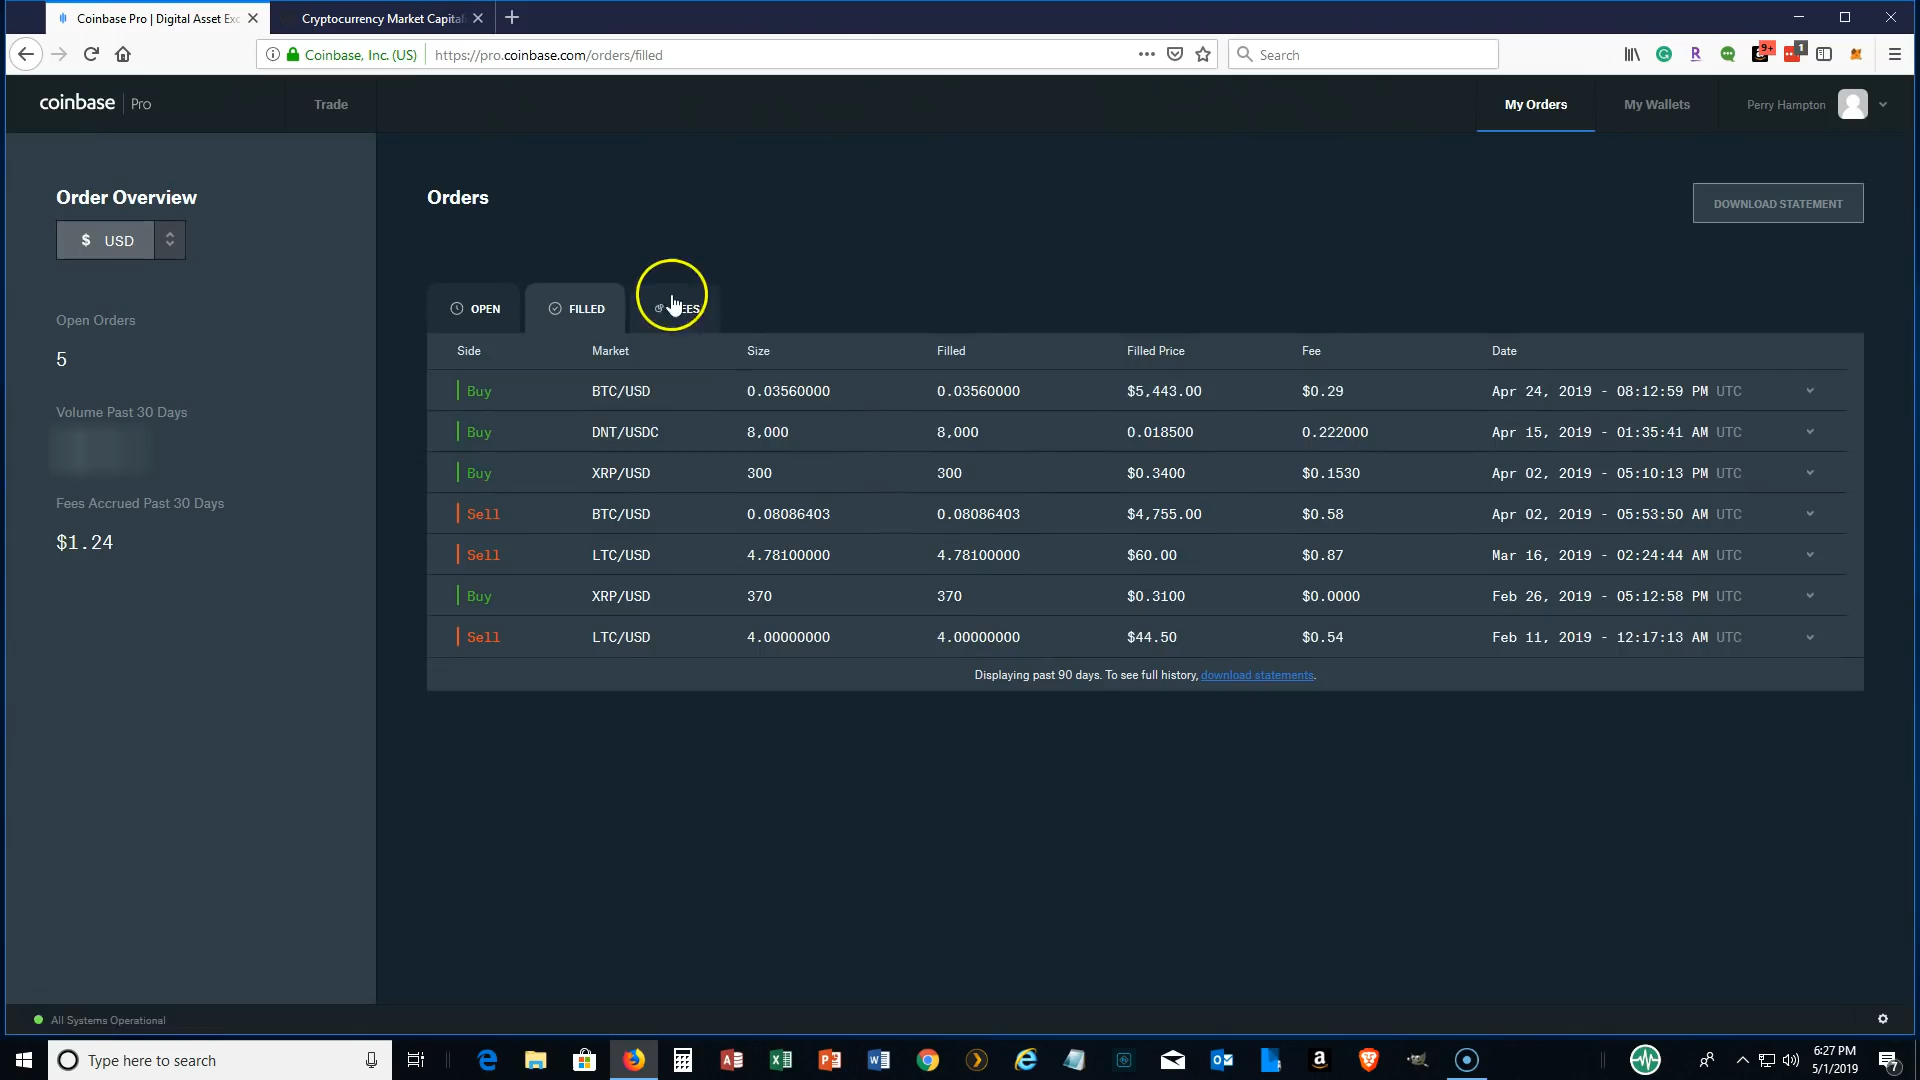 Coinbase Pro | Digital Asset Exc
Cryptocurrency Market Capitali
Coinbase, Inc. (US)
https://pro.coinbase.com/orders/filled
Search
9+
1
coinbase | Pro
Trade
My Orders
My Wallets
Perry Hampton
Order Overview
$ USD
Open Orders
5
Volume Past 30 Days
Fees Accrued Past 30 Days
$1.24
Orders
DOWNLOAD STATEMENT
OPEN
FILLED
Side Market Size Filled Filled Price Fee Date
Buy BTC/USD 0.03560000 0.03560000 $5,443.00 $0.29 Apr 24, 2019 - 08:12:59 PM UTC
Buy DNT/USDC 8,000 8,000 0.018500 0.222000 Apr 15, 2019 - 01:35:41 AM UTC
Buy XRP/USD 300 300 $0.3400 $0.1530 Apr 02, 2019 - 05:10:13 PM UTC
Sell BTC/USD 0.08086403 0.08086403 $4,755.00 $0.58 Apr 02, 2019 - 05:53:50 AM UTC
Sell LTC/USD 4.78100000 4.78100000 $60.00 $0.87 Mar 16, 2019 - 02:24:44 AM UTC
Buy XRP/USD 370 370 $0.3100 $0.0000 Feb 26, 2019 - 05:12:58 PM UTC
Sell LTC/USD 4.00000000 4.00000000 $44.50 $0.54 Feb 11, 2019 - 12:17:13 AM UTC
Displaying past 90 days. To see full history, download statements.
All Systems Operational
Type here to search
6:27 PM
5/1/2019
7